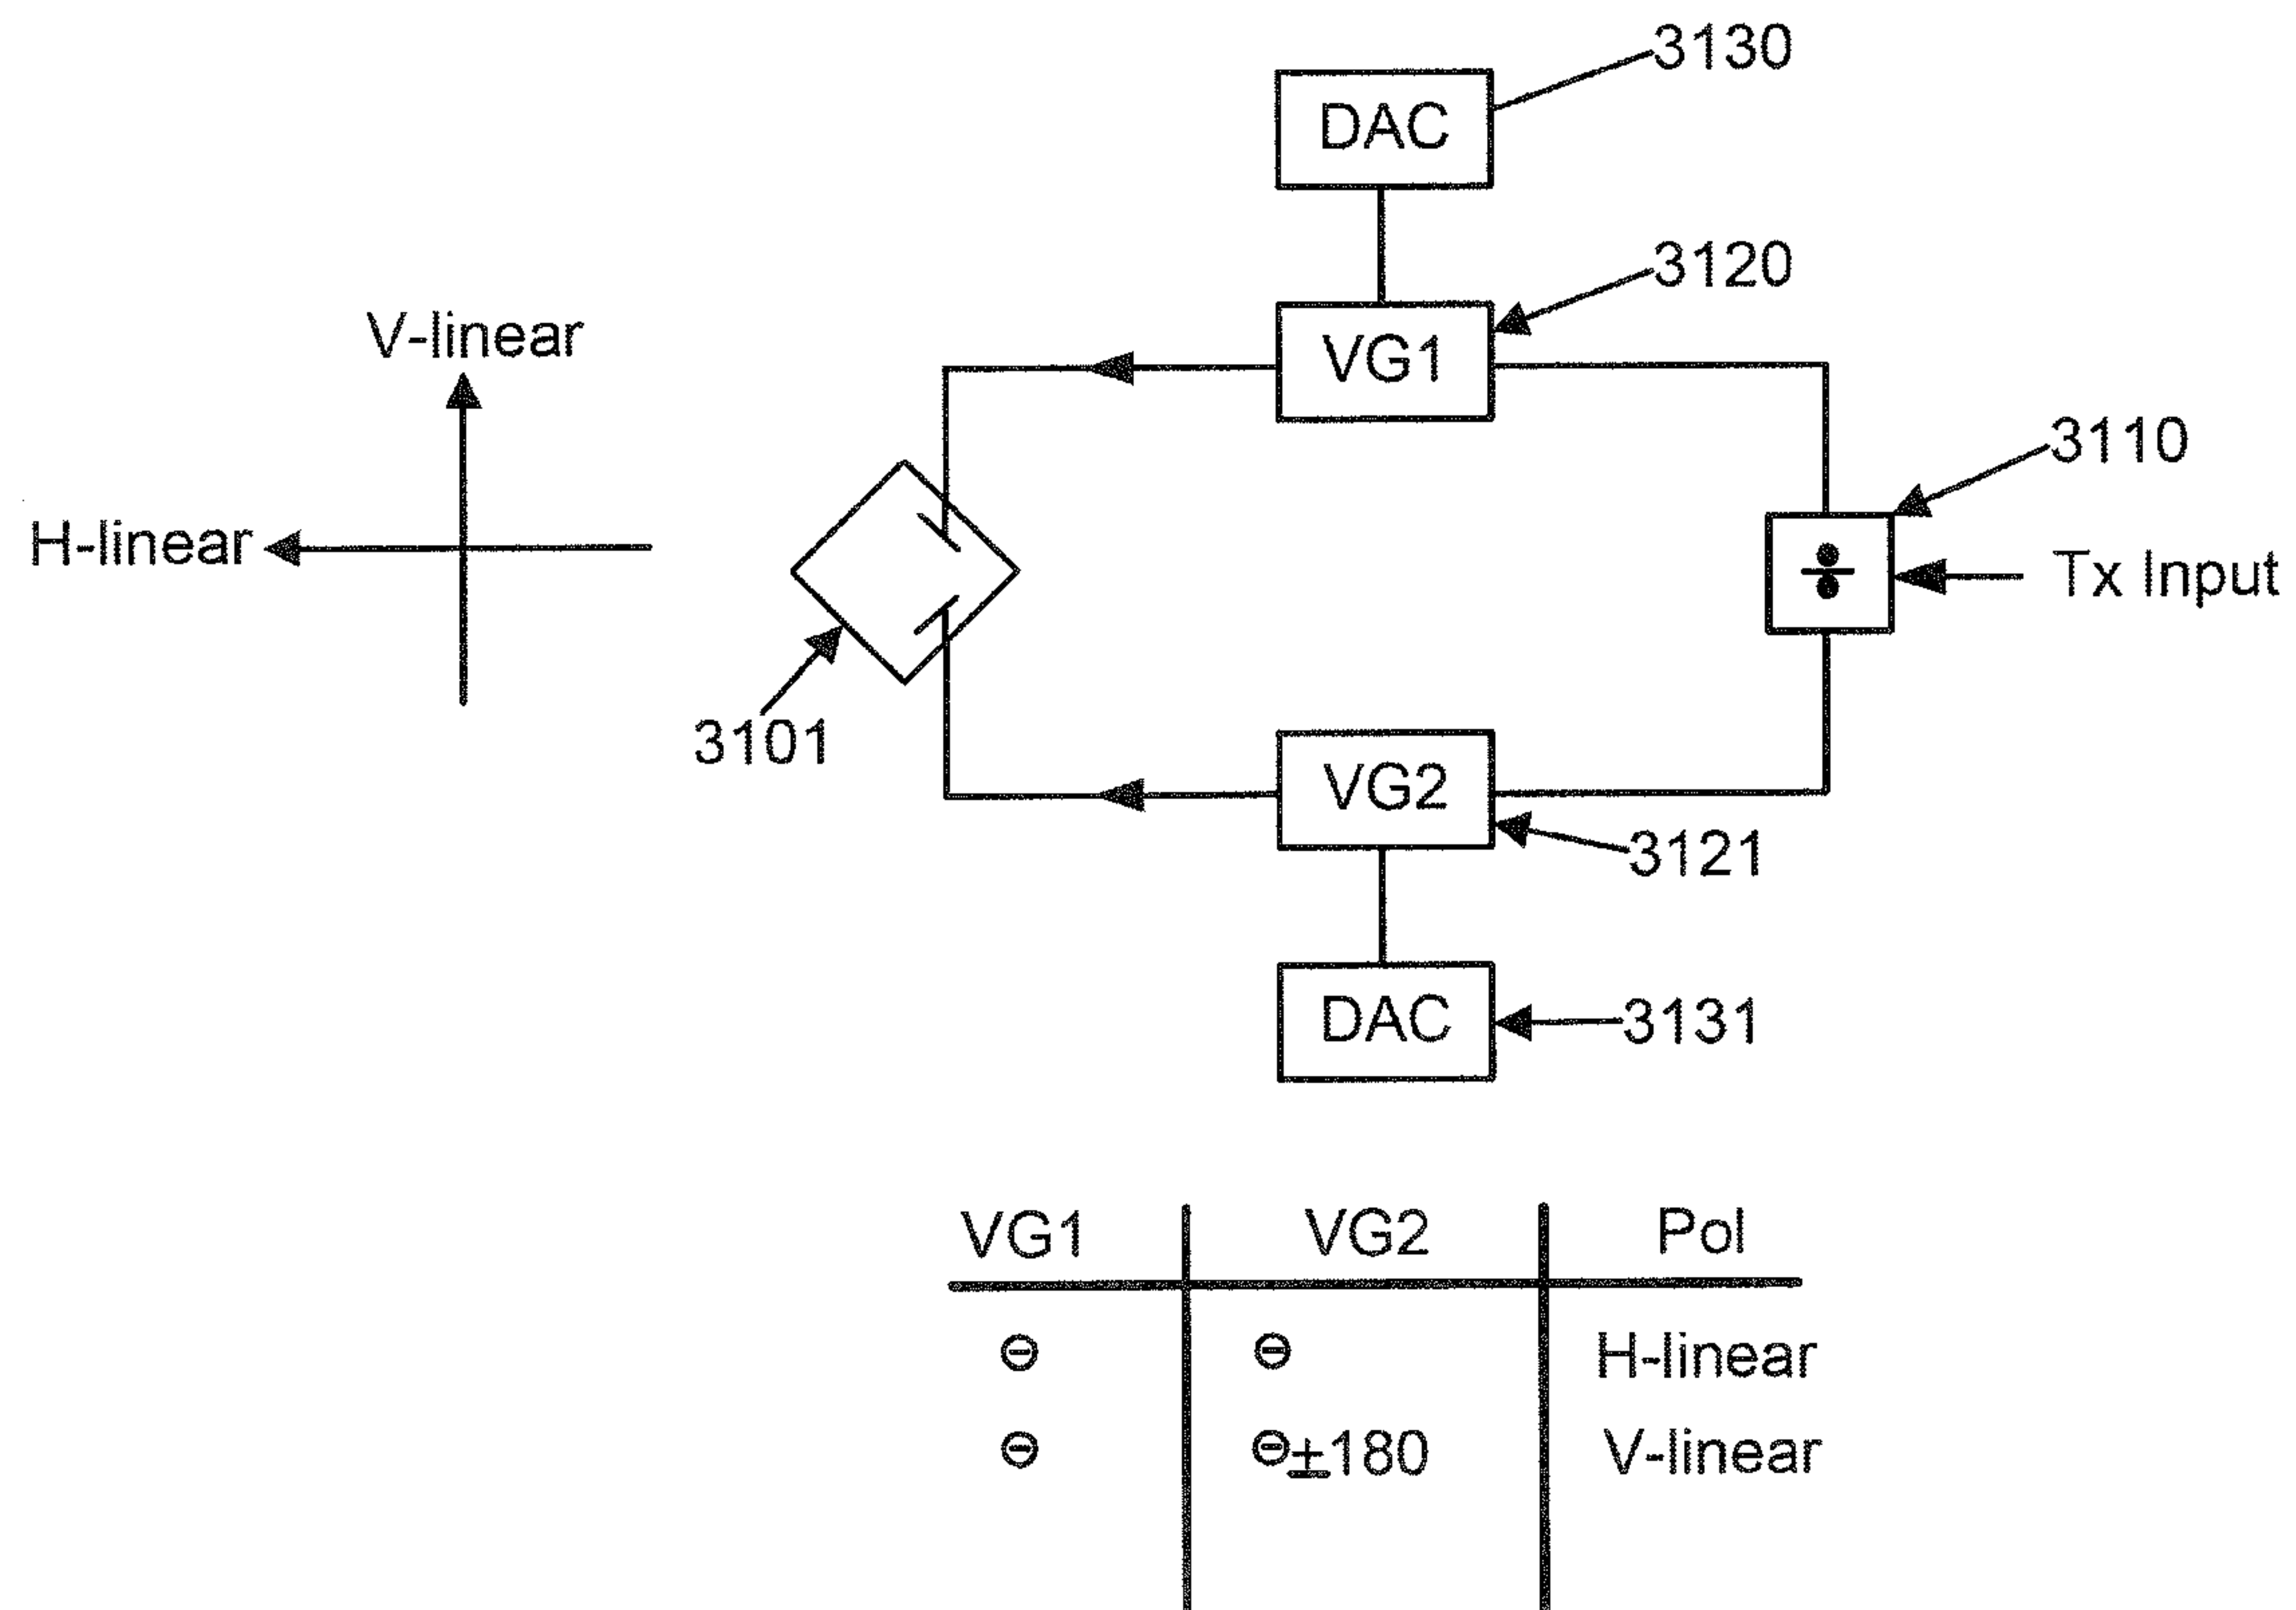 3130
DAC
3120
V-linear
VG1
3110
H-linear
÷
Tx Input
3101
VG2
3121
DAC
3131
VG1 VG2 Pol
Θ Θ H-linear
Θ Θ±180 V-linear